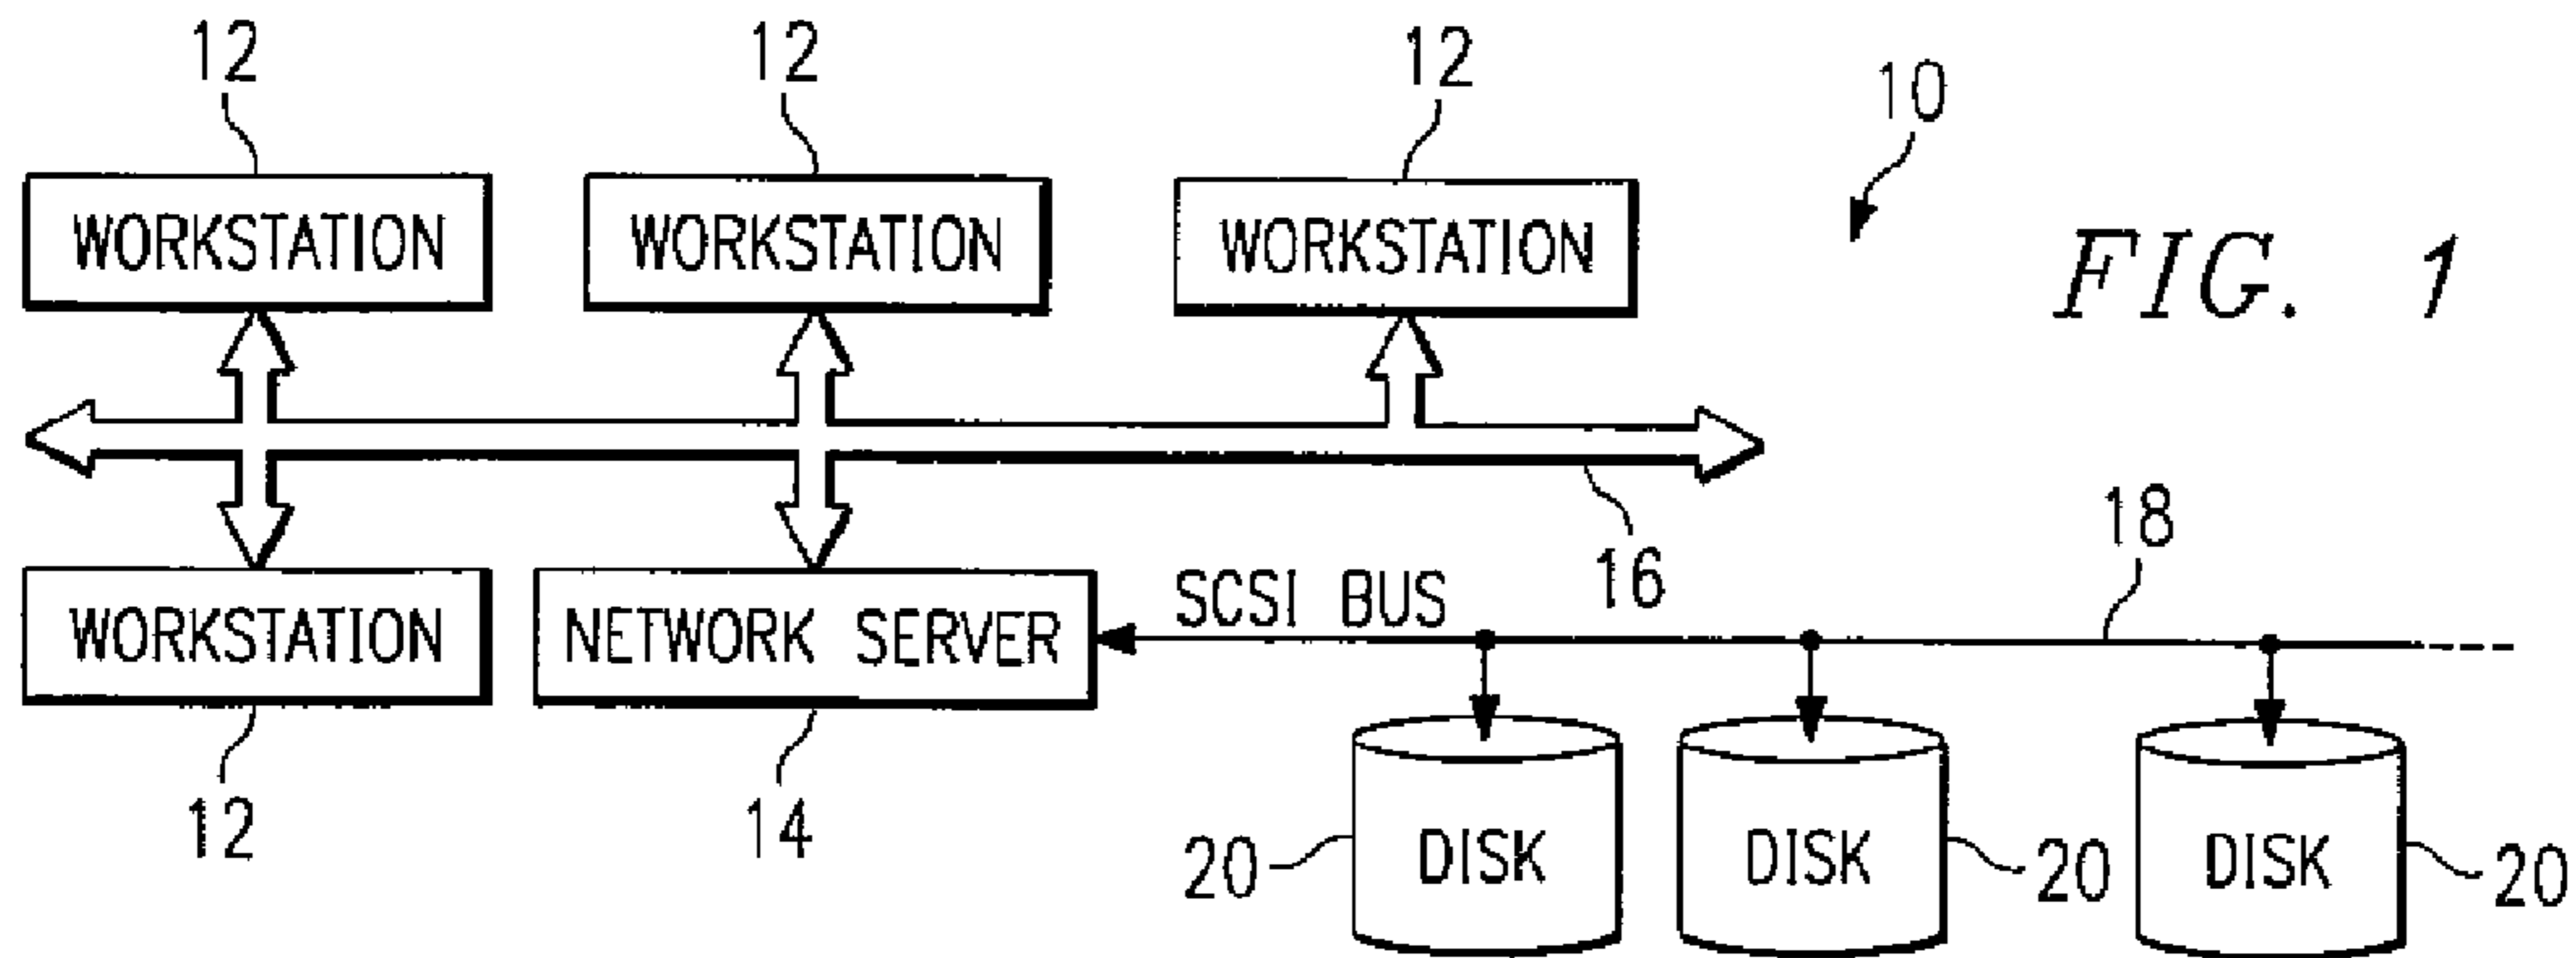 12 12 12 10
WORKSTATION WORKSTATION WORKSTATION
FIG. 1
16 18
WORKSTATION NETWORK SERVER SCSI BUS
12 14
20 DISK DISK 20 DISK 20